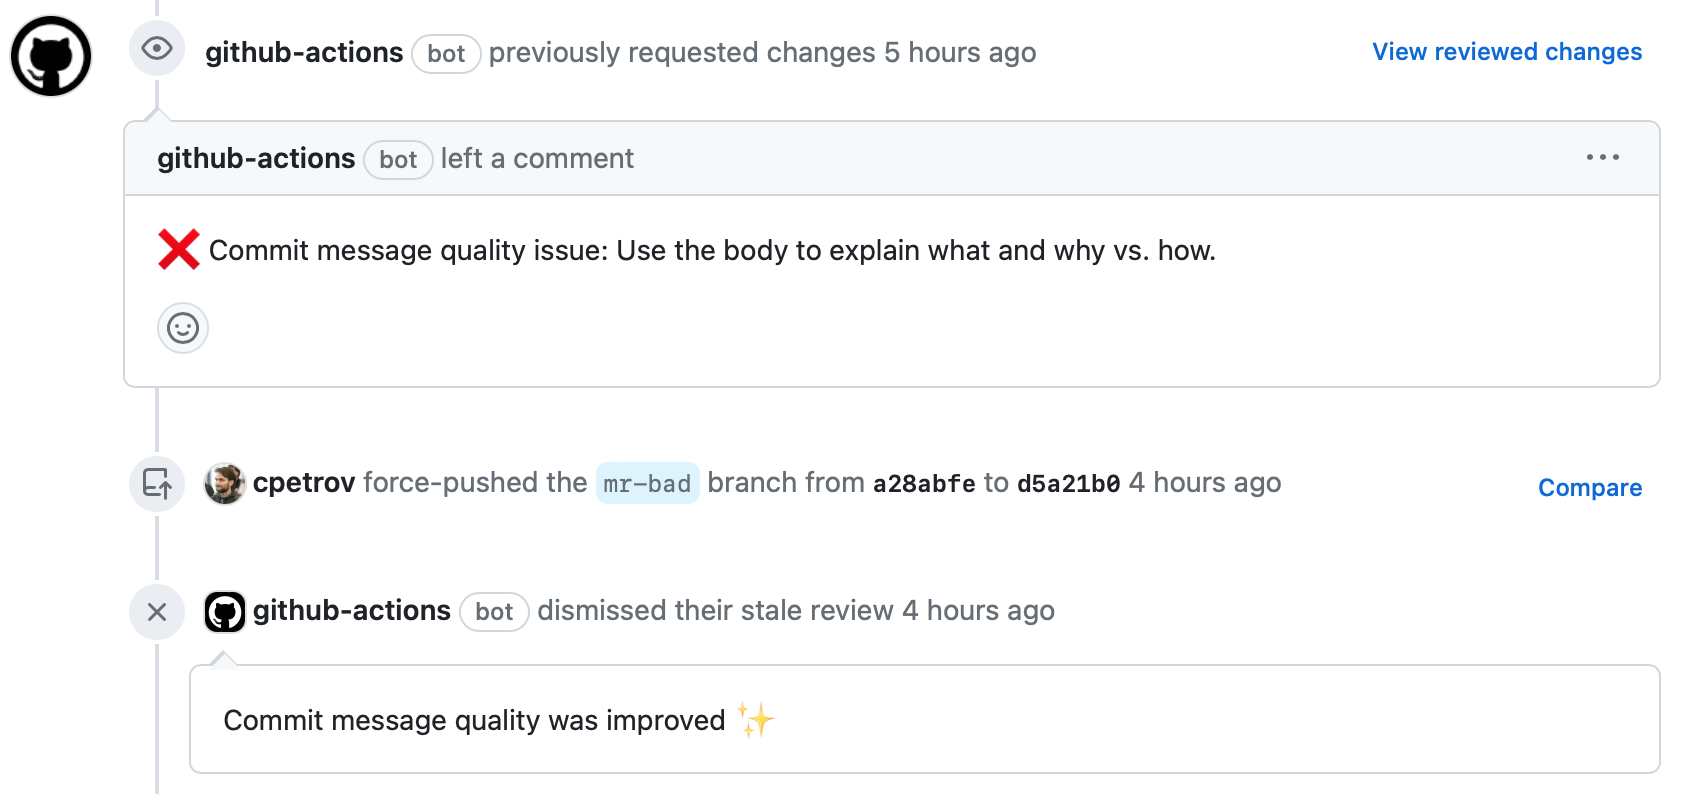 github-actions bot previously requested changes 5 hours ago View reviewed changes
github-actions bot left a comment
❌ Commit message quality issue: Use the body to explain what and why vs. how.
cpetrov force-pushed the mr-bad branch from a28abfe to d5a21b0 4 hours ago Compare
github-actions bot dismissed their stale review 4 hours ago
Commit message quality was improved ✨